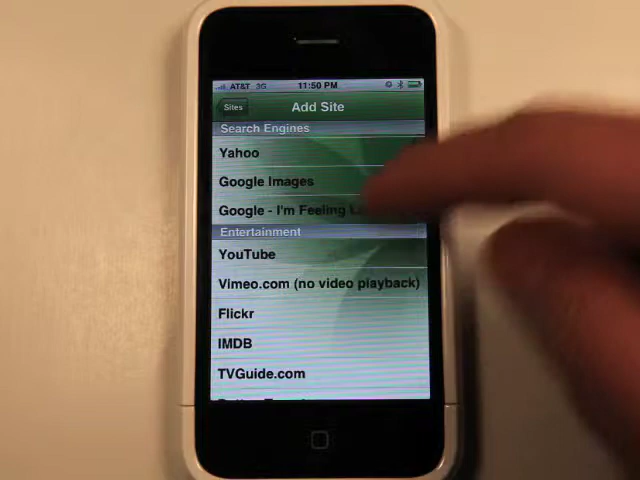 AT&T 3G 11:50 PM
Sites Add Site
Search Engines
Yahoo
Google Images
Google - I'm Feeling
Entertainment
YouTube
Vimeo.com (no video playback)
Flickr
IMDB
TVGuide.com